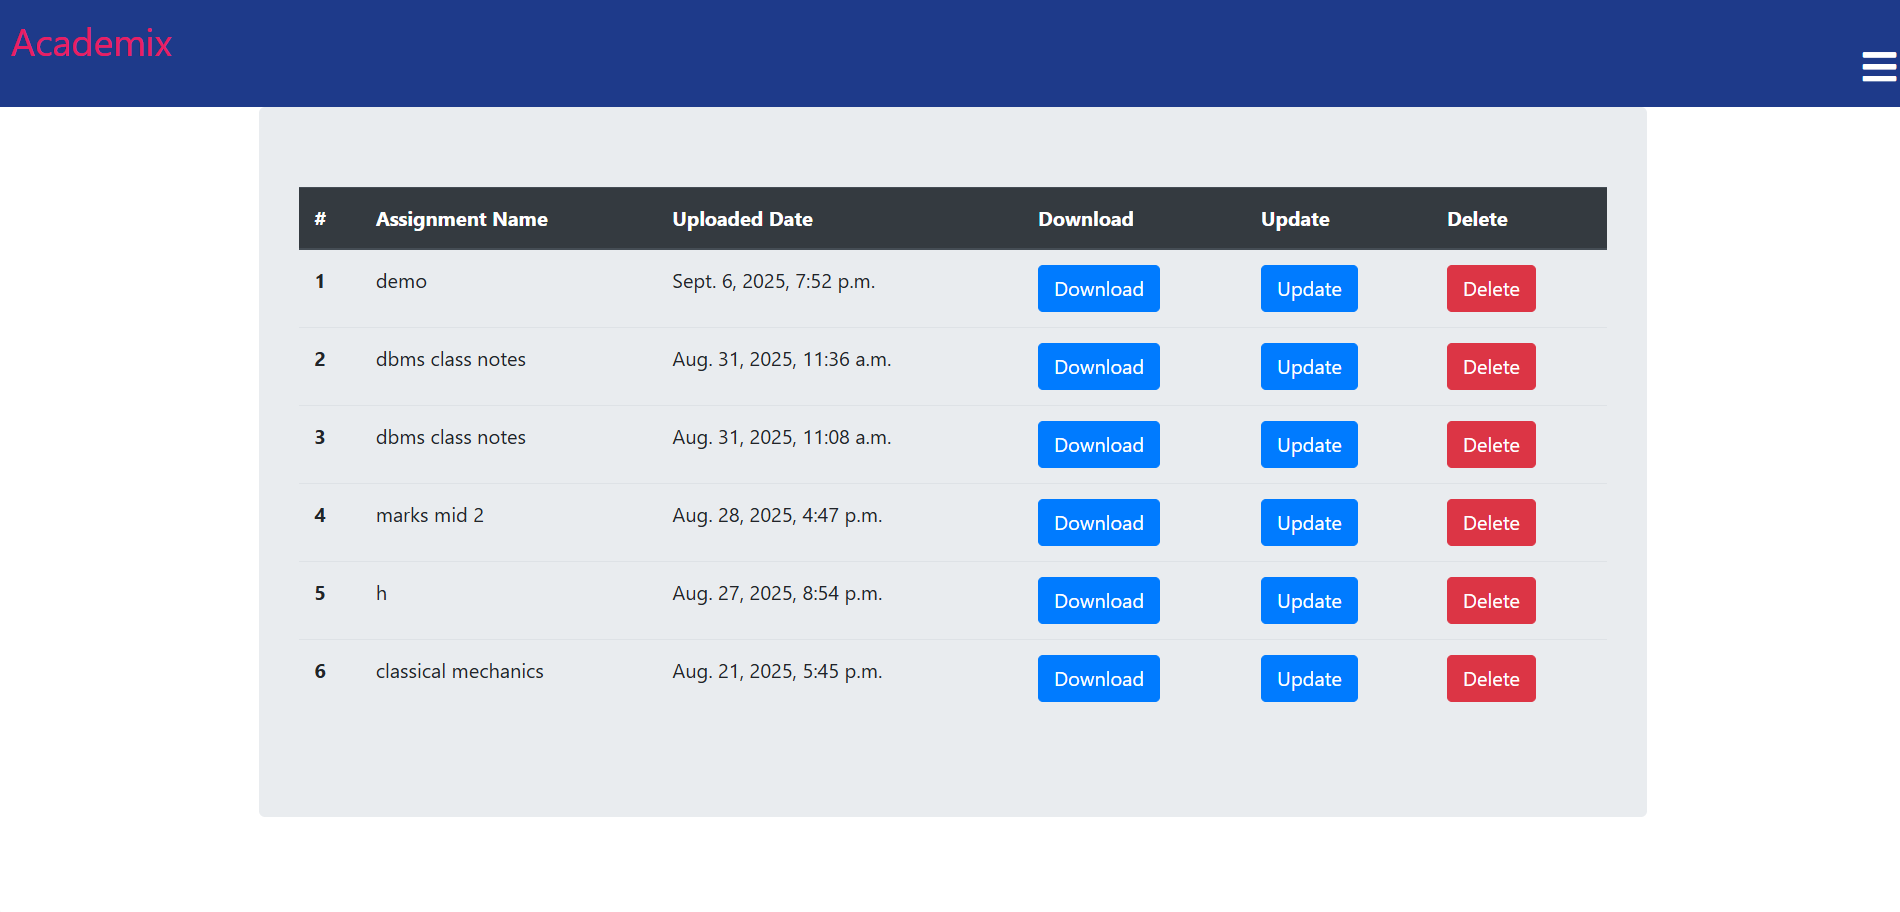 Academix
# Assignment Name Uploaded Date Download Update Delete
1 demo Sept. 6, 2025, 7:52 p.m. Download Update Delete
2 dbms class notes Aug. 31, 2025, 11:36 a.m. Download Update Delete
3 dbms class notes Aug. 31, 2025, 11:08 a.m. Download Update Delete
4 marks mid 2 Aug. 28, 2025, 4:47 p.m. Download Update Delete
5 h Aug. 27, 2025, 8:54 p.m. Download Update Delete
6 classical mechanics Aug. 21, 2025, 5:45 p.m. Download Update Delete